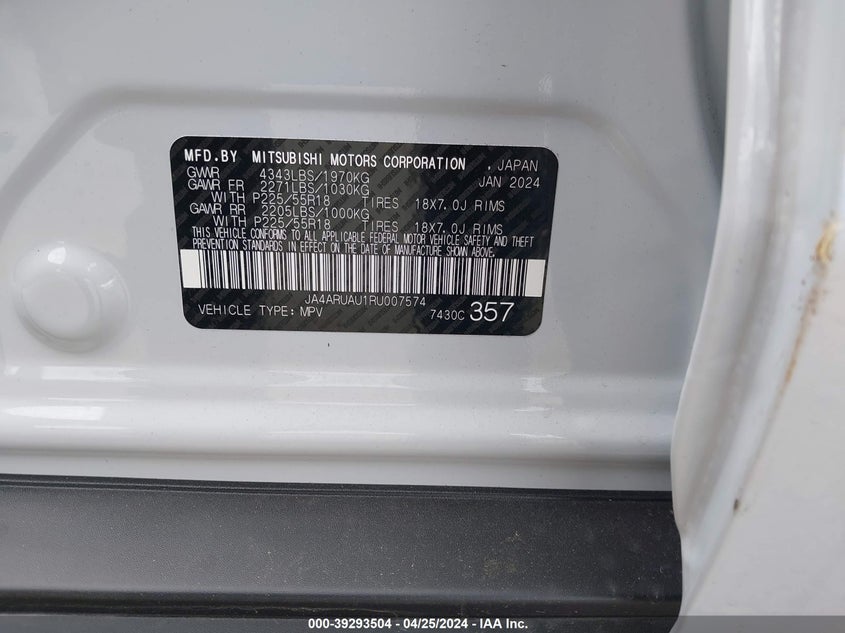 MFD.BY MITSUBISHI MOTORS CORPORATION , JAPAN
GVWR 4343LBS/1970KG JAN 2024
GAWR FR 2271LBS/1030KG
WITH P225/55R18 TIRES 18X7.0J RIMS
GAWR RR 2205LBS/1000KG
WITH P225/55R18 TIRES 18X7.0J RIMS
THIS VEHICLE CONFORMS TO ALL APPLICABLE FEDERAL MOTOR VEHICLE SAFETY AND THEFT
PREVENTION STANDARDS IN EFFECT ON THE DATE OF MANUFACTURE SHOWN ABOVE.
JA4ARUAU1RU007574
VEHICLE TYPE: MPV 7430C 357
000-39293504 - 04/25/2024 - IAA Inc.